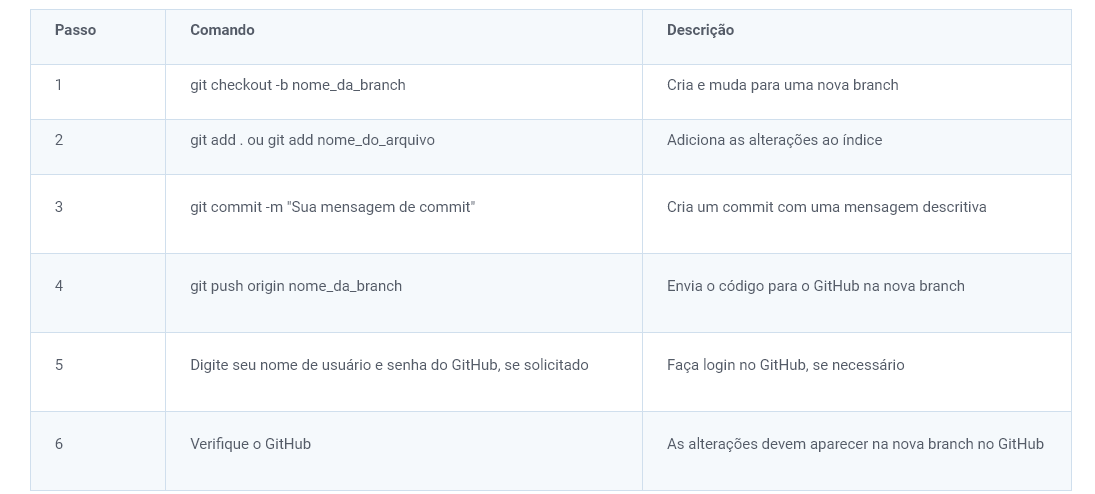 Passo Comando Descrição
1 git checkout -b nome_da_branch Cria e muda para uma nova branch
2 git add . ou git add nome_do_arquivo Adiciona as alterações ao índice
3 git commit -m "Sua mensagem de commit" Cria um commit com uma mensagem descritiva
4 git push origin nome_da_branch Envia o código para o GitHub na nova branch
5 Digite seu nome de usuário e senha do GitHub, se solicitado Faça login no GitHub, se necessário
6 Verifique o GitHub As alterações devem aparecer na nova branch no GitHub